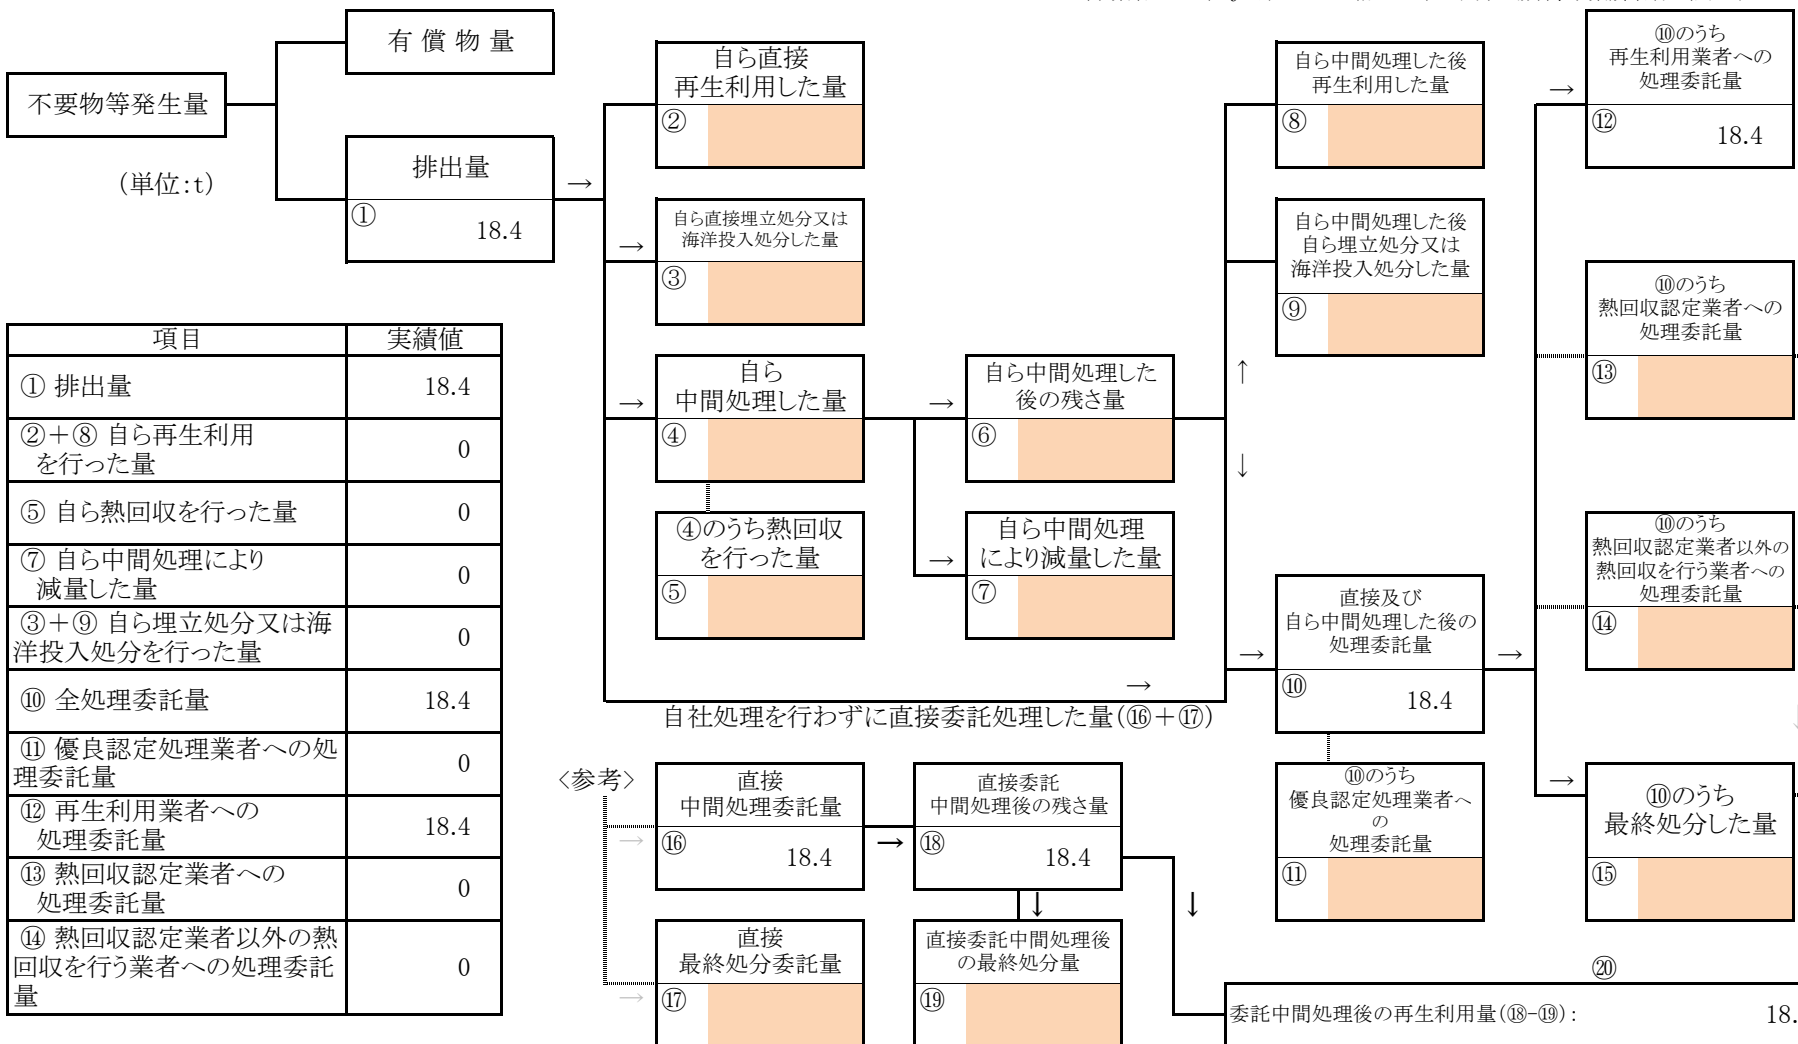 不要物等発生量
(単位:t)
有 償 物 量
排出量
①
18.4
→
自ら直接
再生利用した量
②
→
自ら直接埋立処分又は
海洋投入処分した量
③
→
自ら
中間処理した量
④
④のうち熱回収
を行った量
⑤
→
自ら中間処理した
後の残さ量
⑥
→
自ら中間処理
により減量した量
⑦
自ら中間処理した後
再生利用した量
⑧
自ら中間処理した後
自ら埋立処分又は
海洋投入処分した量
⑨
↑
↓
→
直接及び
自ら中間処理した後の
処理委託量
⑩
18.4
→
⑩のうち
優良認定処理業者へ
の
処理委託量
⑪
→
⑩のうち
再生利用業者への
処理委託量
⑫
18.4
⑩のうち
熱回収認定業者への
処理委託量
⑬
⑩のうち
熱回収認定業者以外の
熱回収を行う業者への
処理委託量
⑭
→
⑩のうち
最終処分した量
⑮
→
自社処理を行わずに直接委託処理した量(⑯+⑰)
項目 実績値
① 排出量 18.4
②+⑧ 自ら再生利用
を行った量 0
⑤ 自ら熱回収を行った量 0
⑦ 自ら中間処理により
減量した量 0
③+⑨ 自ら埋立処分又は海
洋投入処分を行った量 0
⑩ 全処理委託量 18.4
⑪ 優良認定処理業者への処
理委託量 0
⑫ 再生利用業者への
処理委託量 18.4
⑬ 熱回収認定業者への
処理委託量 0
⑭ 熱回収認定業者以外の熱
回収を行う業者への処理委託
量 0
<参考>
→
直接
中間処理委託量
⑯
18.4
→
直接委託
中間処理後の残さ量
⑱
18.4
↓
↓
→
直接
最終処分委託量
⑰
直接委託中間処理後
の最終処分量
⑲
⑳
委託中間処理後の再生利用量(⑱-⑲):
18.